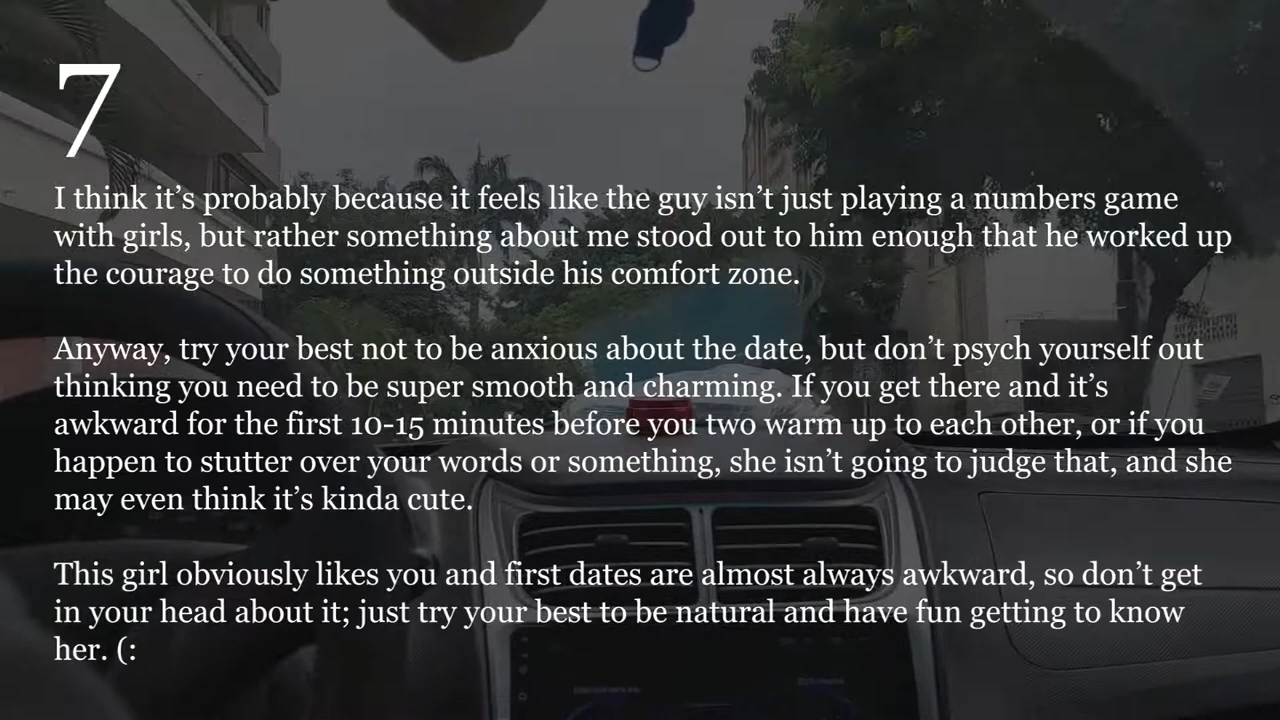 7
I think it’s probably because it feels like the guy isn’t just playing a numbers game
with girls, but rather something about me stood out to him enough that he worked up
the courage to do something outside his comfort zone.
Anyway, try your best not to be anxious about the date, but don’t psych yourself out
thinking you need to be super smooth and charming. If you get there and it’s
awkward for the first 10-15 minutes before you two warm up to each other, or if you
happen to stutter over your words or something, she isn’t going to judge that, and she
may even think it’s kinda cute.
This girl obviously likes you and first dates are almost always awkward, so don’t get
in your head about it; just try your best to be natural and have fun getting to know
her. (: